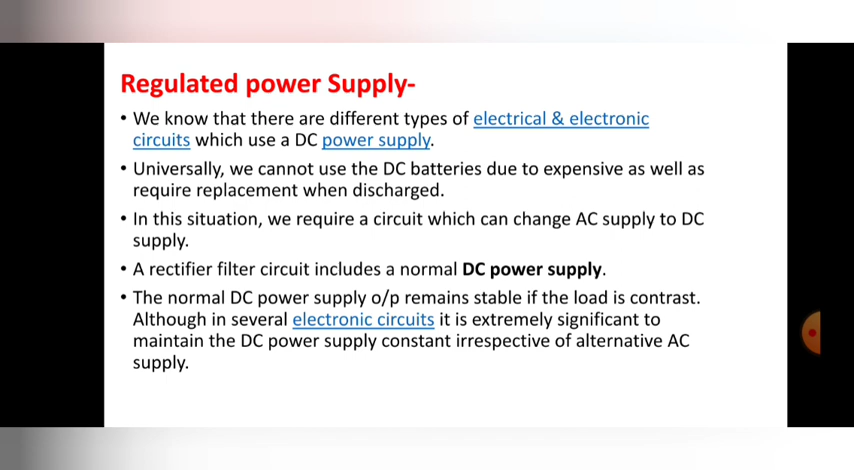 Regulated power Supply-
• We know that there are different types of electrical & electronic
circuits which use a DC power supply.
• Universally, we cannot use the DC batteries due to expensive as well as
require replacement when discharged.
• In this situation, we require a circuit which can change AC supply to DC
supply.
• A rectifier filter circuit includes a normal DC power supply.
• The normal DC power supply o/p remains stable if the load is contrast.
Although in several electronic circuits it is extremely significant to
maintain the DC power supply constant irrespective of alternative AC
supply.